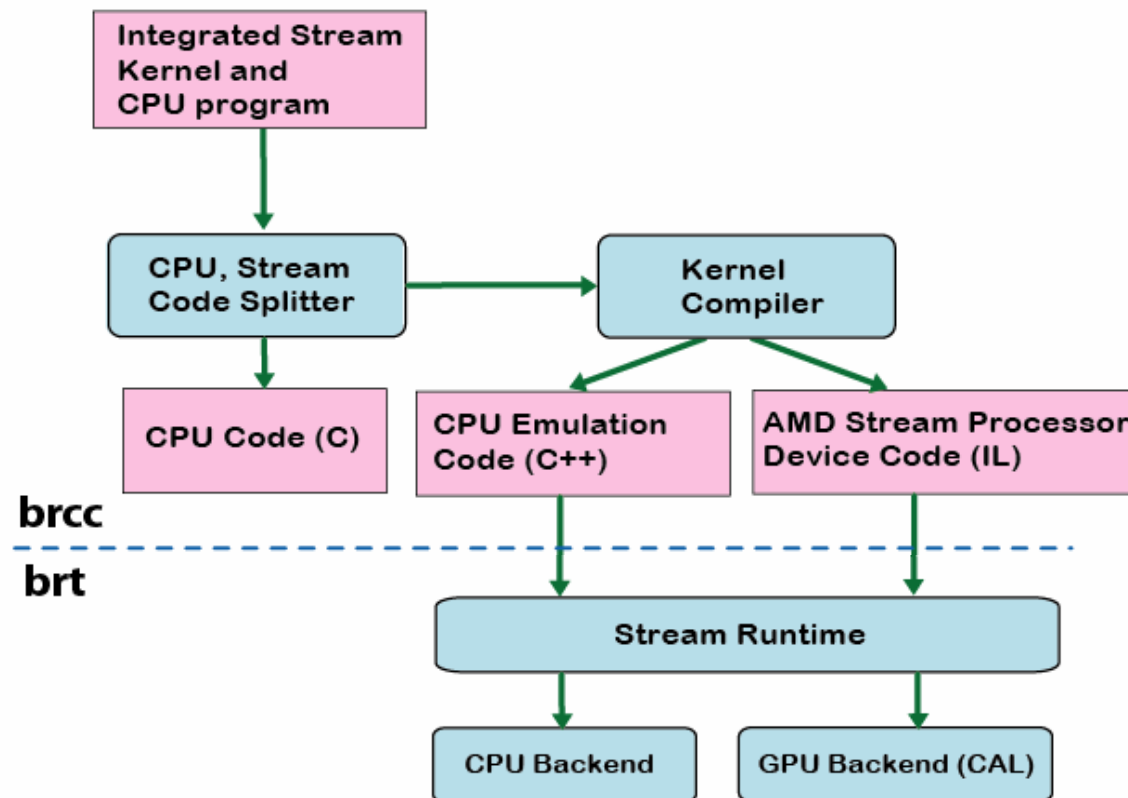 Integrated Stream
Kernel and
CPU program
CPU, Stream
Code Splitter
Kernel
Compiler
CPU Code (C)
CPU Emulation
Code (C++)
AMD Stream Processor
Device Code (IL)
brcc
brt
Stream Runtime
CPU Backend
GPU Backend (CAL)